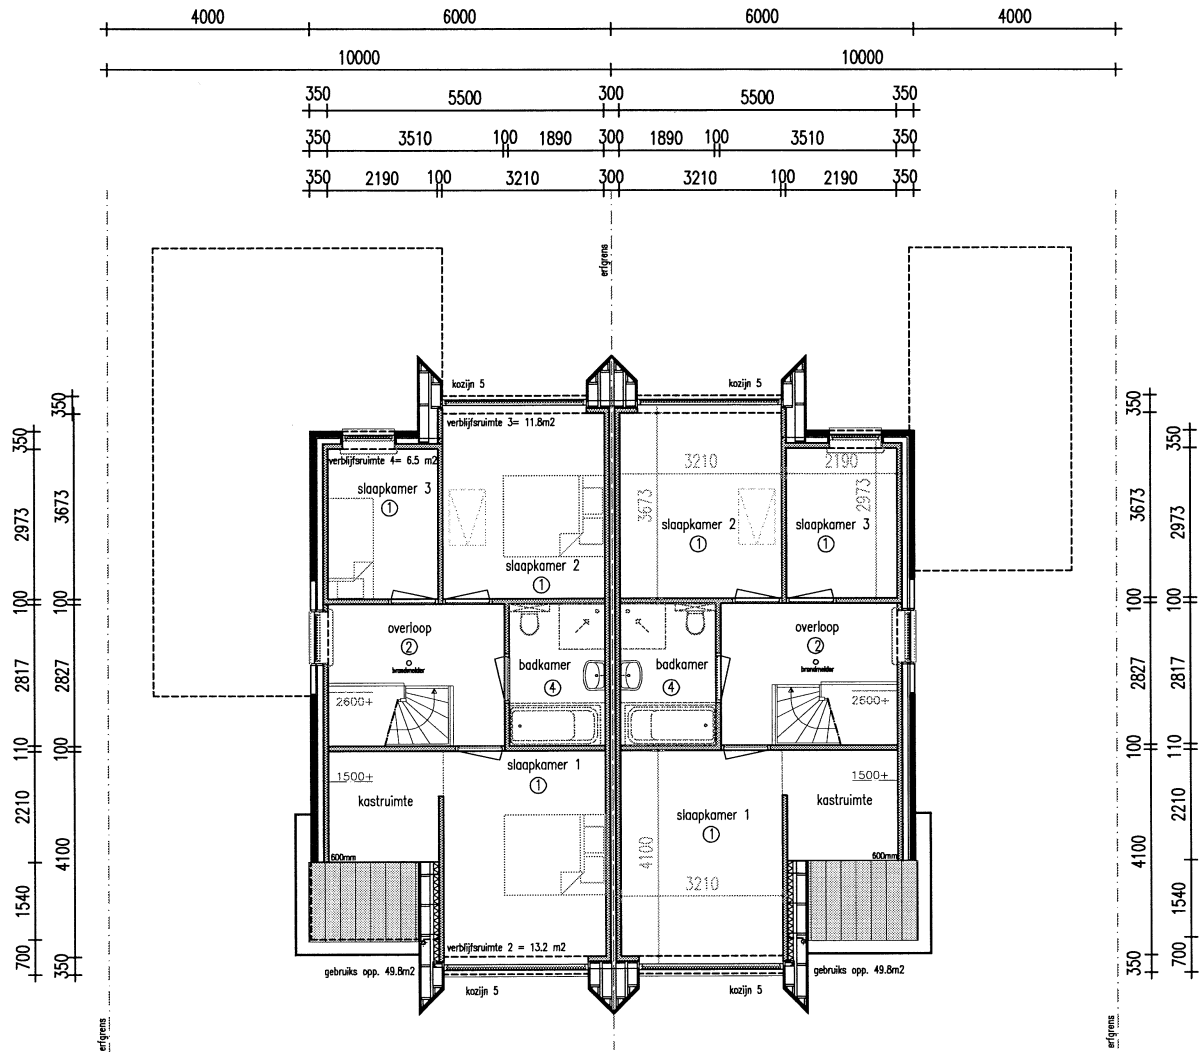 4000 6000 6000 4000
10000 10000
350 5500 300 5500 350
350 3510 100 1890 300 1890 100 3510 350
350 2190 100 3210 300 3210 100 2190 350
erfgrens
kozijn 5 kozijn 5
verblijfsruimte 3= 11.8m2
verblijfsruimte 4= 6.5 m2
slaapkamer 3
1
slaapkamer 2
1
3210 2190
3673
2973
slaapkamer 2
1
slaapkamer 3
1
overloop
2
brandmelder
badkamer
4
badkamer
4
overloop
2
brandmelder
2600+
2600+
slaapkamer 1
1
1500+
kastruimte
1500+
kastruimte
slaapkamer 1
1
4100
3210
600mm
600mm
verblijfsruimte 2 = 13.2 m2
gebruiks opp. 49.8m2
gebruiks opp. 49.8m2
kozijn 5
kozijn 5
350
2973
100
2817
110
2210
1540
700
350
3673
100
2827
100
4100
350
350
3673
100
2827
100
4100
350
350
2973
100
2817
110
2210
1540
700
erfgrens
erfgrens